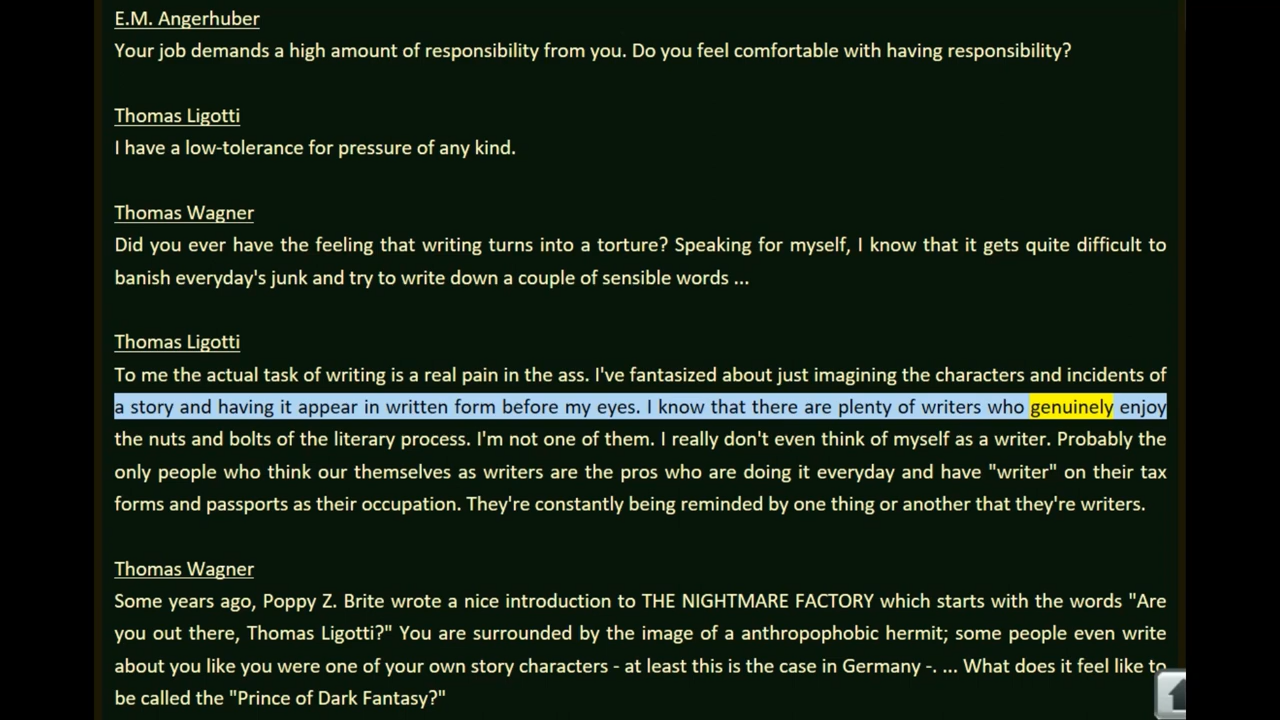 E.M. Angerhuber
Your job demands a high amount of responsibility from you. Do you feel comfortable with having responsibility?
Thomas Ligotti
I have a low-tolerance for pressure of any kind.
Thomas Wagner
Did you ever have the feeling that writing turns into a torture? Speaking for myself, I know that it gets quite difficult to
banish everyday's junk and try to write down a couple of sensible words ...
Thomas Ligotti
To me the actual task of writing is a real pain in the ass. I've fantasized about just imagining the characters and incidents of
a story and having it appear in written form before my eyes. I know that there are plenty of writers who genuinely enjoy
the nuts and bolts of the literary process. I'm not one of them. I really don't even think of myself as a writer. Probably the
only people who think our themselves as writers are the pros who are doing it everyday and have "writer" on their tax
forms and passports as their occupation. They're constantly being reminded by one thing or another that they're writers.
Thomas Wagner
Some years ago, Poppy Z. Brite wrote a nice introduction to THE NIGHTMARE FACTORY which starts with the words "Are
you out there, Thomas Ligotti?" You are surrounded by the image of a anthropophobic hermit; some people even write
about you like you were one of your own story characters - at least this is the case in Germany -. ... What does it feel like to
be called the "Prince of Dark Fantasy?"